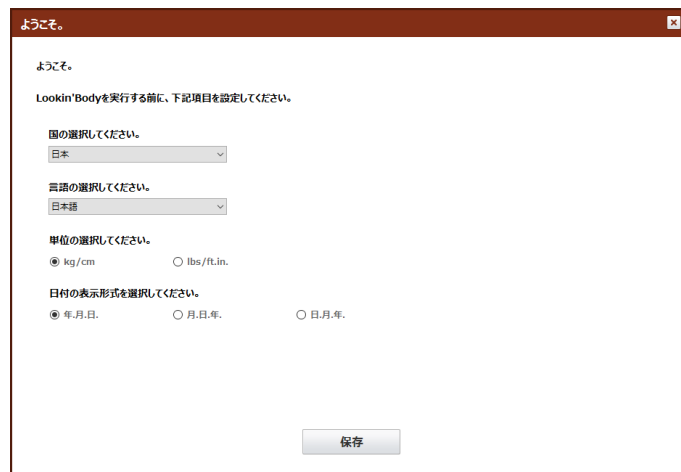 ようこそ。
ようこそ。
Lookin'Bodyを実行する前に、下記項目を設定してください。
国の選択してください。
日本
言語の選択してください。
日本語
単位の選択してください。
kg/cm lbs/ft.in.
日付の表示形式を選択してください。
年.月.日. 月.日.年. 日.月.年.
保存